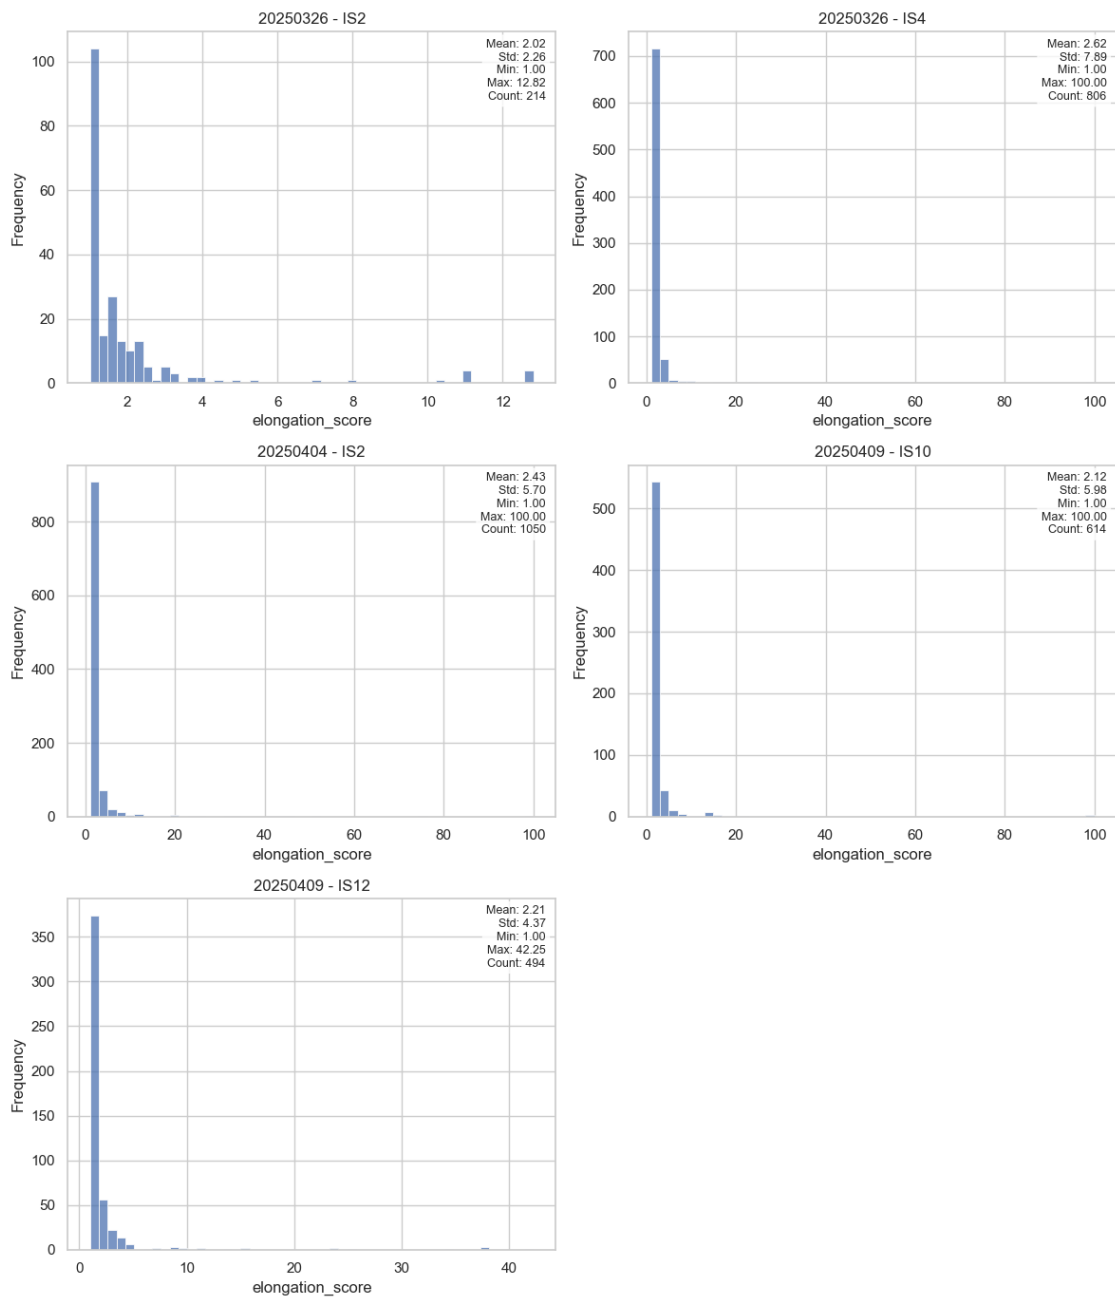 20250326 - IS2
Mean: 2.02
Std: 2.26
Min: 1.00
Max: 12.82
Count: 214
100
80
60
40
20
0
Frequency
2
4
6
8
10
12
elongation_score
20250326 - IS4
Mean: 2.62
Std: 7.89
Min: 1.00
Max: 100.00
Count: 806
700
600
500
400
300
200
100
0
Frequency
0
20
40
60
80
100
elongation_score
20250404 - IS2
Mean: 2.43
Std: 5.70
Min: 1.00
Max: 100.00
Count: 1050
800
600
400
200
0
Frequency
0
20
40
60
80
100
elongation_score
20250409 - IS10
Mean: 2.12
Std: 5.98
Min: 1.00
Max: 100.00
Count: 614
500
400
300
200
100
0
Frequency
0
20
40
60
80
100
elongation_score
20250409 - IS12
Mean: 2.21
Std: 4.37
Min: 1.00
Max: 42.25
Count: 494
350
300
250
200
150
100
50
0
Frequency
0
10
20
30
40
elongation_score